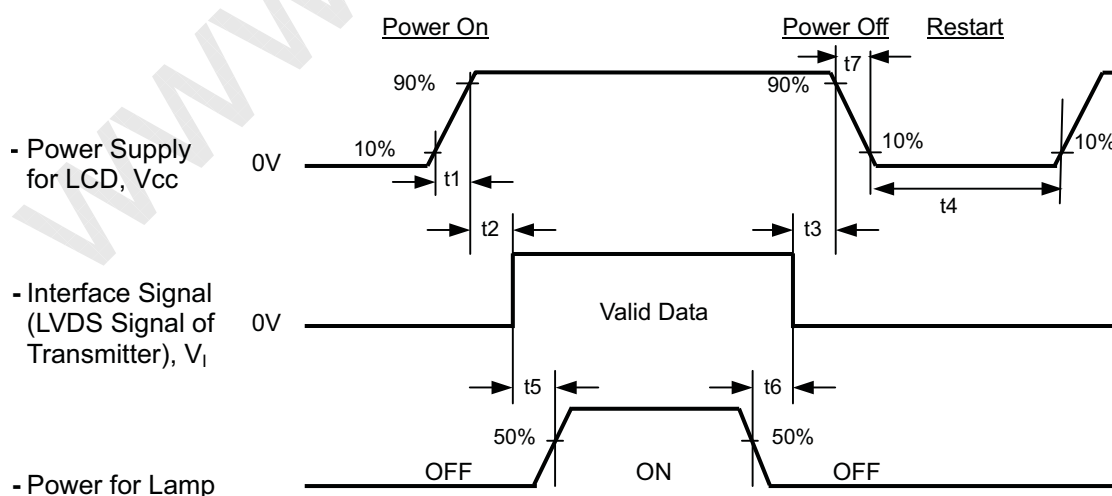 Power On
Power Off
Restart
90%
90%
t7
- Power Supply
for LCD, Vcc
0V
10%
10%
10%
t1
t4
t2
t3
- Interface Signal
(LVDS Signal of
Transmitter), VI
0V
Valid Data
t5
t6
50%
50%
- Power for Lamp
OFF
ON
OFF